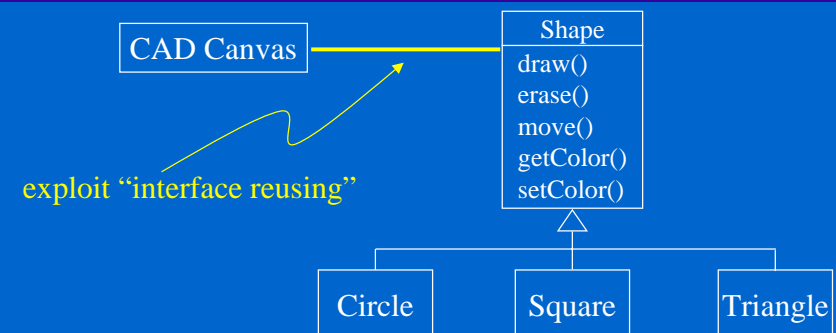 CAD Canvas
Shape
draw()
erase()
move()
getColor()
setColor()
exploit “interface reusing”
Circle
Square
Triangle